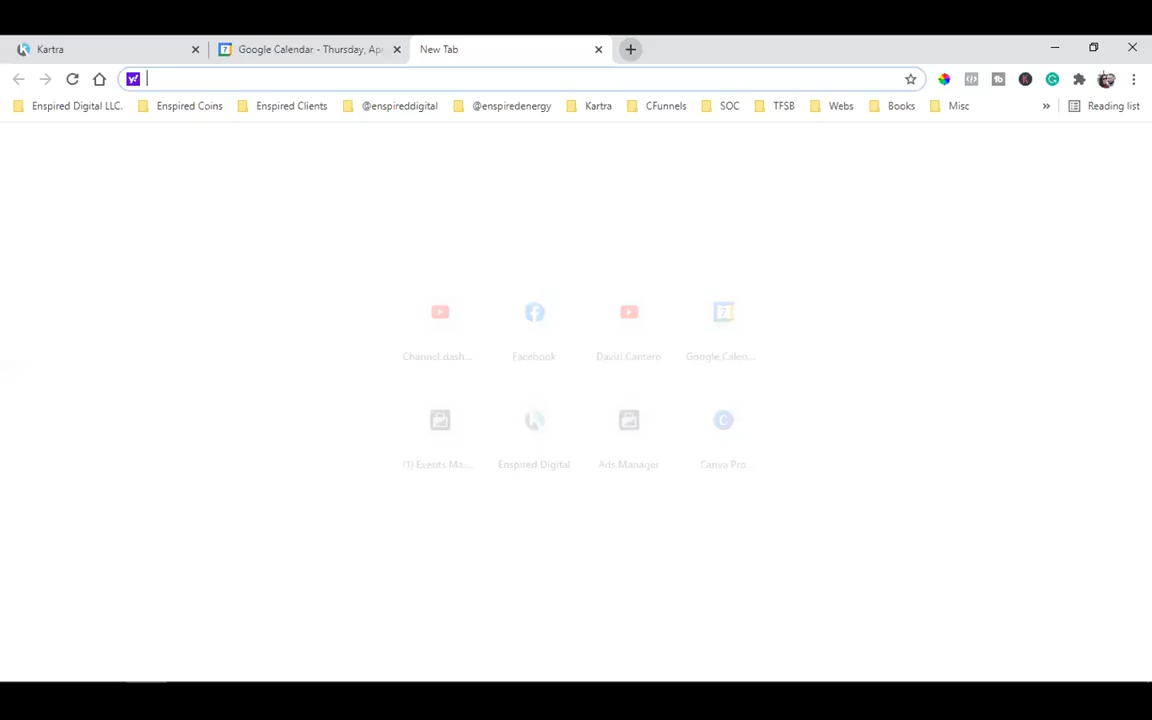 Kartra
Google Calendar - Thursday, Apr
New Tab
Enspired Digital LLC.
Enspired Coins
Enspired Clients
@enspireddigital
@enspiredenergy
Kartra
CFunnels
SOC
TFSB
Webs
Books
Misc
»
Reading list
Channel dash...
Facebook
David Cantero
Google Calen...
(1) Events Ma...
Enspired Digital
Ads Manager
Canva Pro